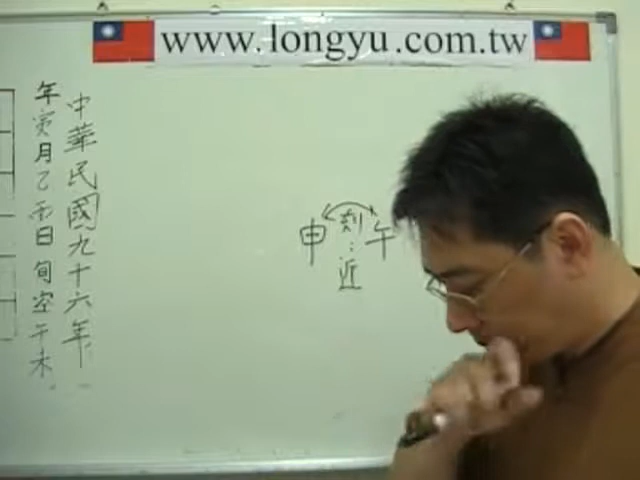 www.longyu.com.tw
中華民國九十六年
年寅月乙酉日旬空午未
申刻午
:
近